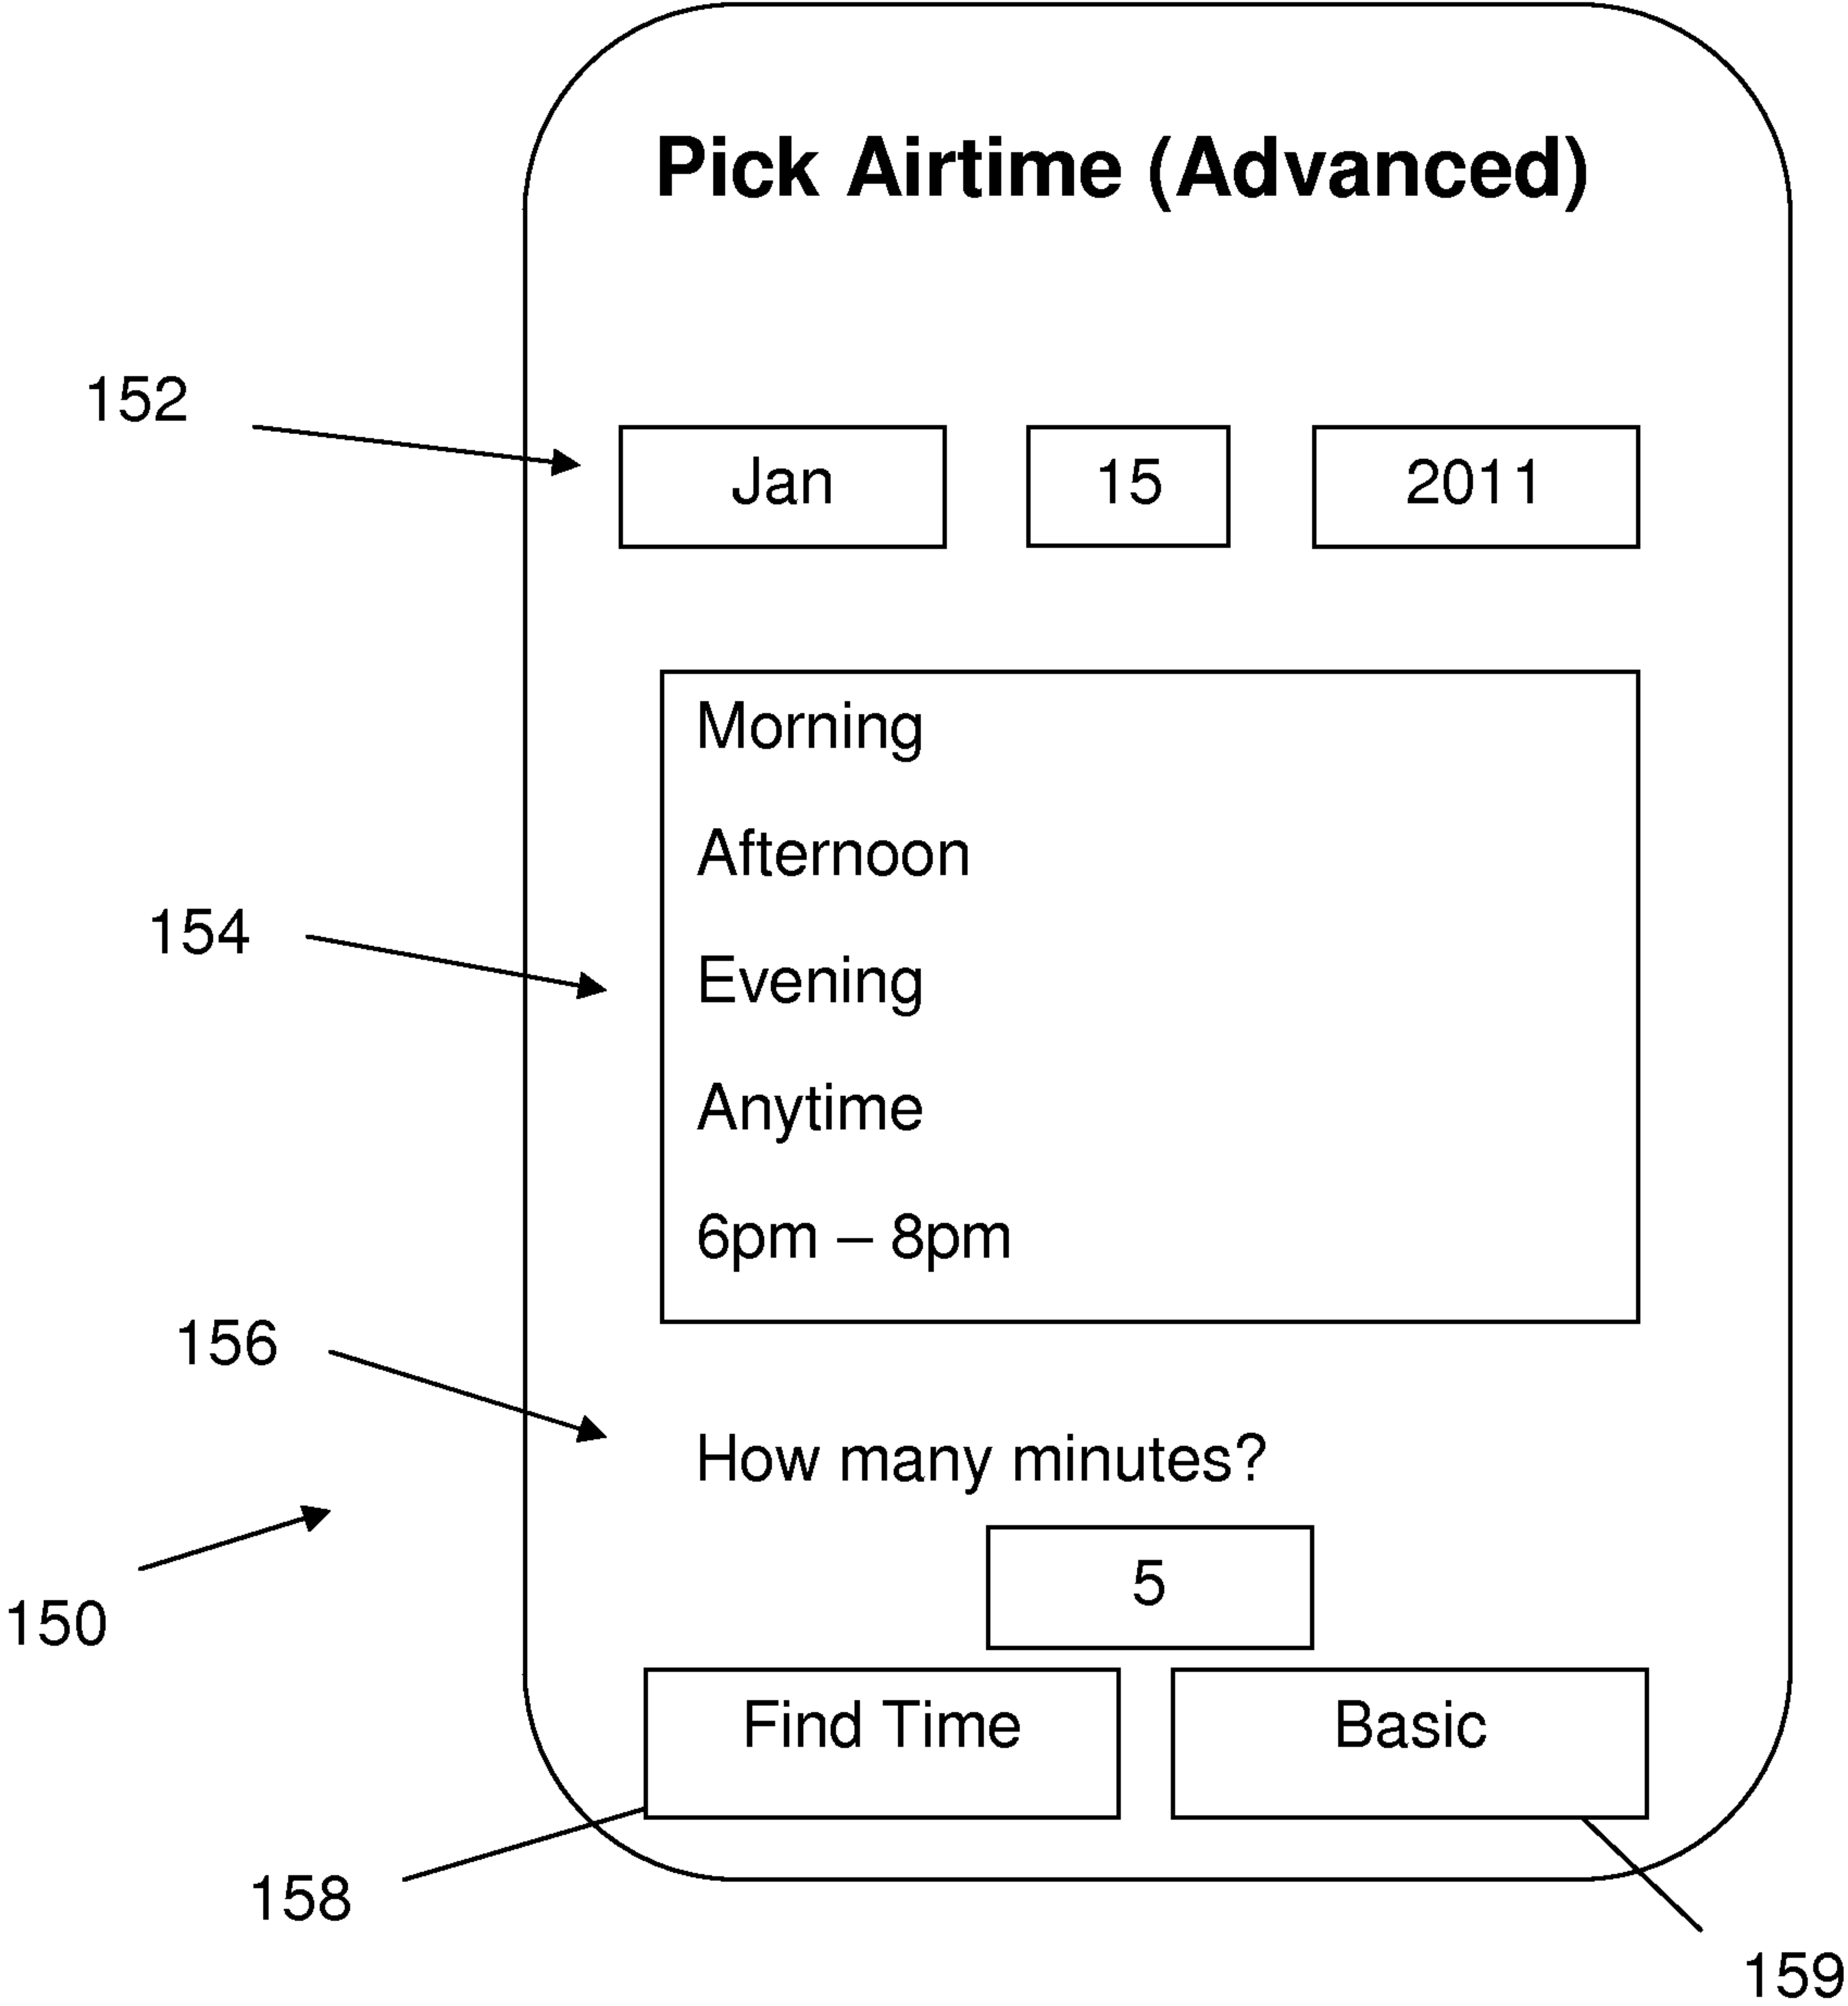 Pick Airtime (Advanced)
152
Jan 15 2011
Morning
Afternoon
154
Evening
Anytime
6pm – 8pm
156
How many minutes?
5
150
Find Time Basic
158
159